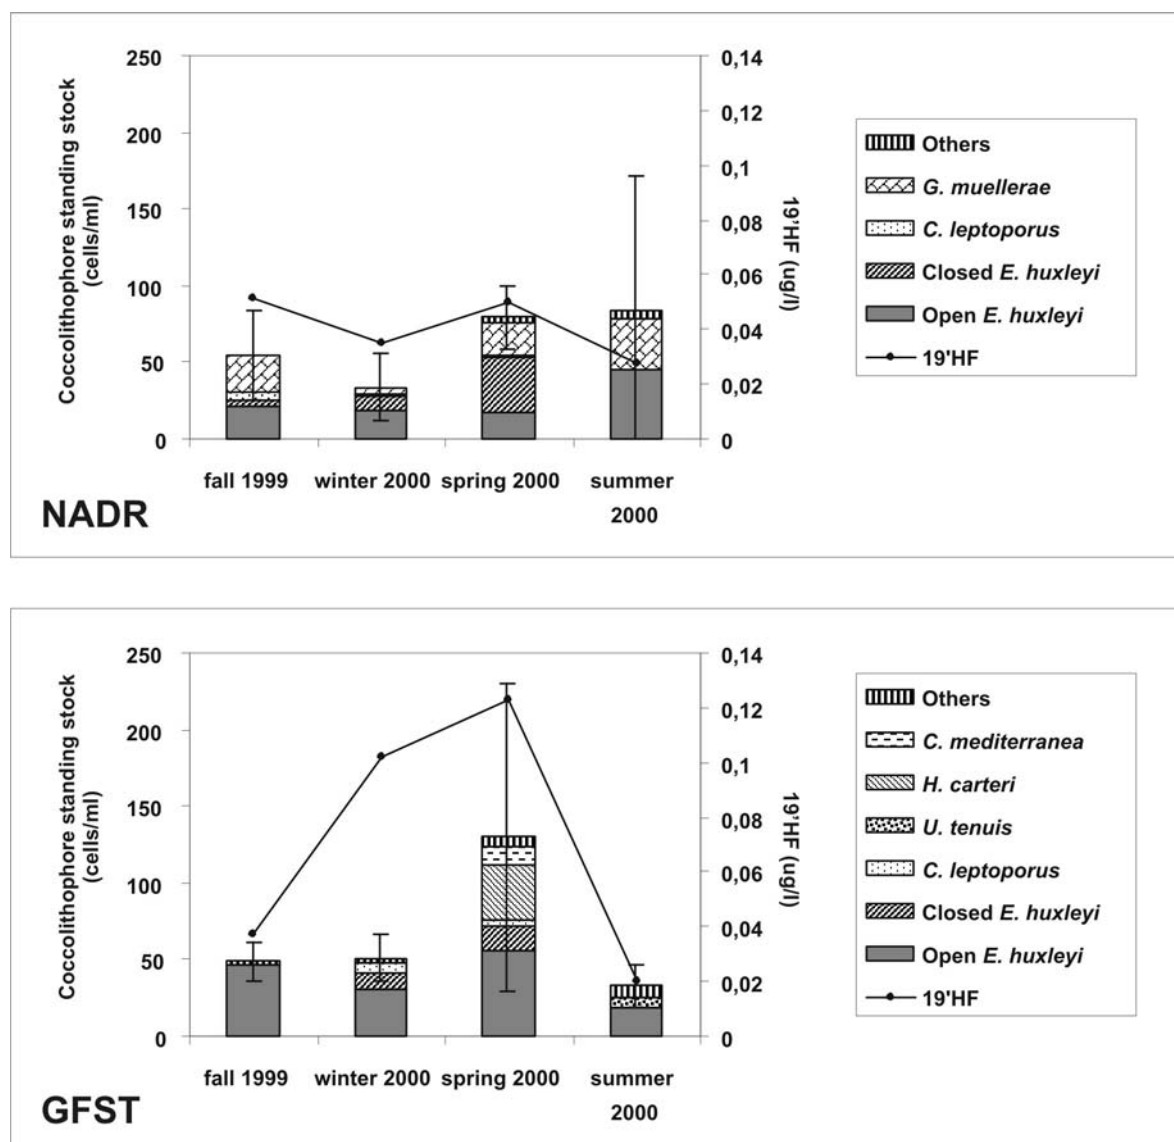 Coccolithophore standing stock
(cells/ml)
250
200
150
100
50
0
0,14
0,12
0,1
0,08
0,06
0,04
0,02
0
19'HF (ug/l)
fall 1999
winter 2000
spring 2000
summer
2000
NADR
Others
G. muellerae
C. leptoporus
Closed E. huxleyi
Open E. huxleyi
19'HF
Cocccolithophore standing stock
(cells/ml)
250
200
150
100
50
0
0,14
0,12
0,1
0,08
0,06
0,04
0,02
0
19'HF (ug/l)
fall 1999
winter 2000
spring 2000
summer
2000
GFST
Others
C. mediterranea
H. carteri
U. tenuis
C. leptoporus
Closed E. huxleyi
Open E. huxleyi
19'HF